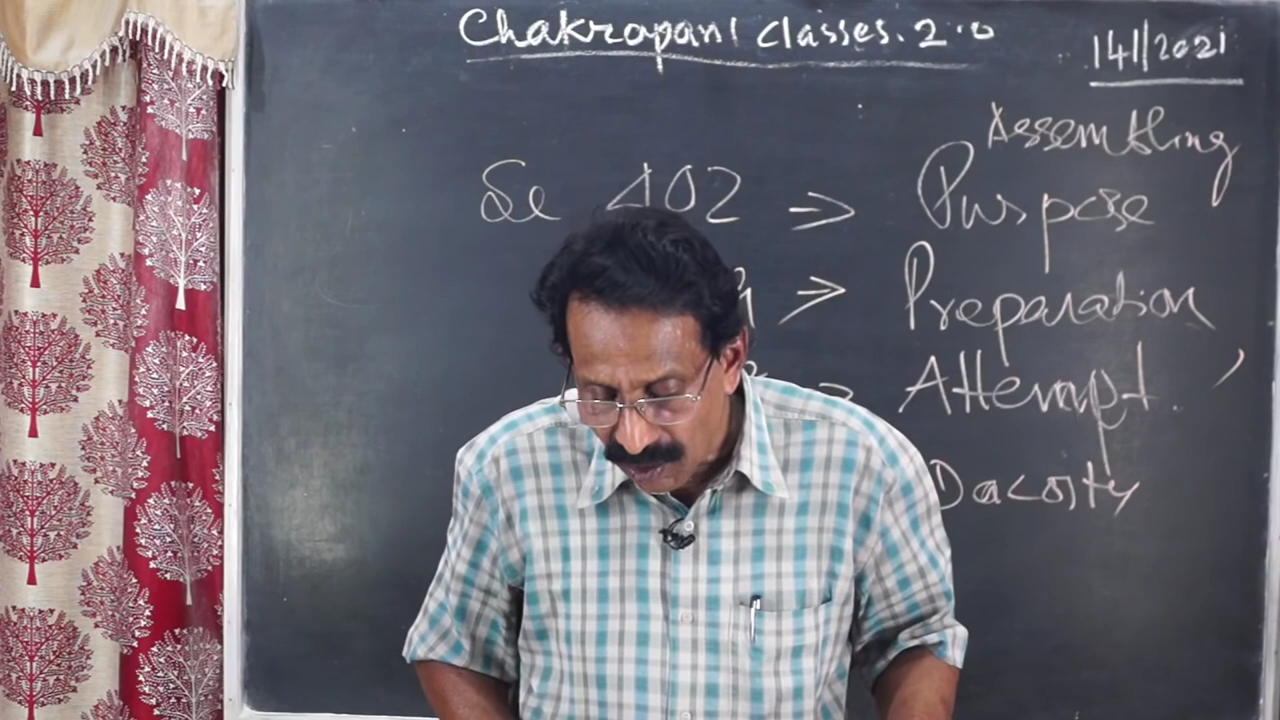 Chakrapani classes. 2.0
14/1/2021
Assembling
Se 402 => Purpose
=> Preparation
=> Attempt.
Dacoity